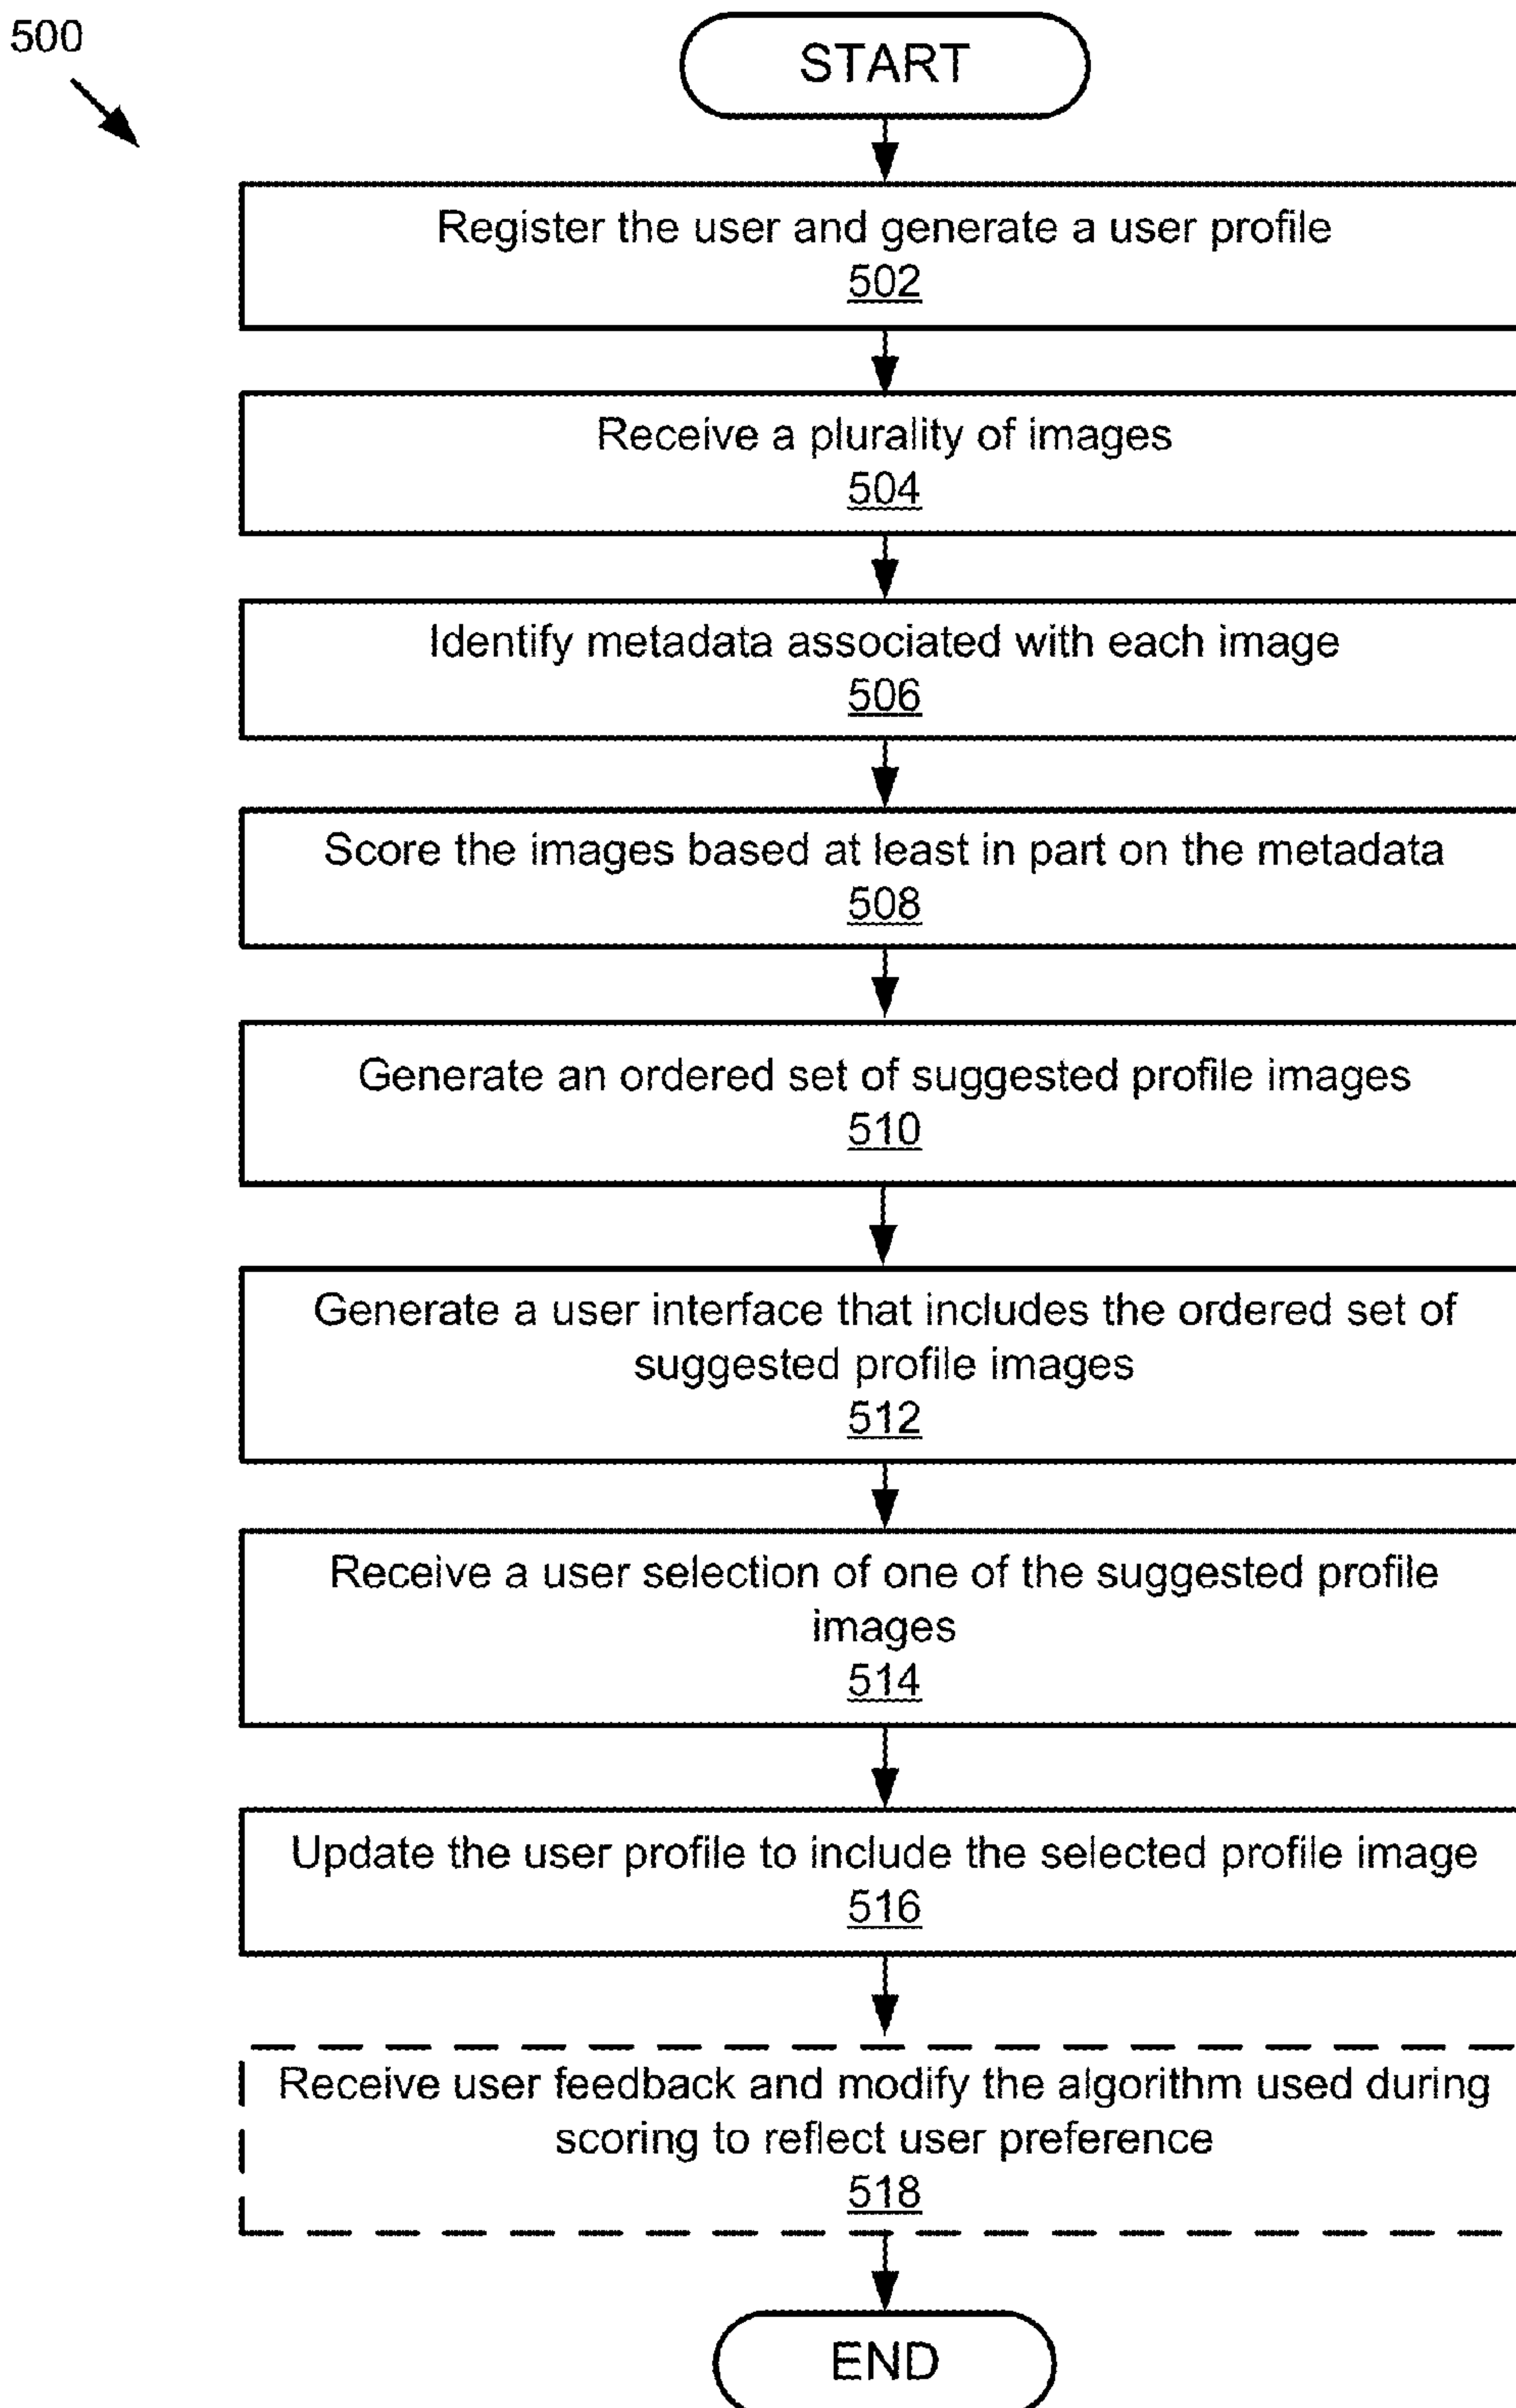 500
START
Register the user and generate a user profile
502
Receive a plurality of images
504
Identify metadata associated with each image
506
Score the images based at least in part on the metadata
508
Generate an ordered set of suggested profile images
510
Generate a user interface that includes the ordered set of
suggested profile images
512
Receive a user selection of one of the suggested profile
images
514
Update the user profile to include the selected profile image
516
Receive user feedback and modify the algorithm used during
scoring to reflect user preference
518
END